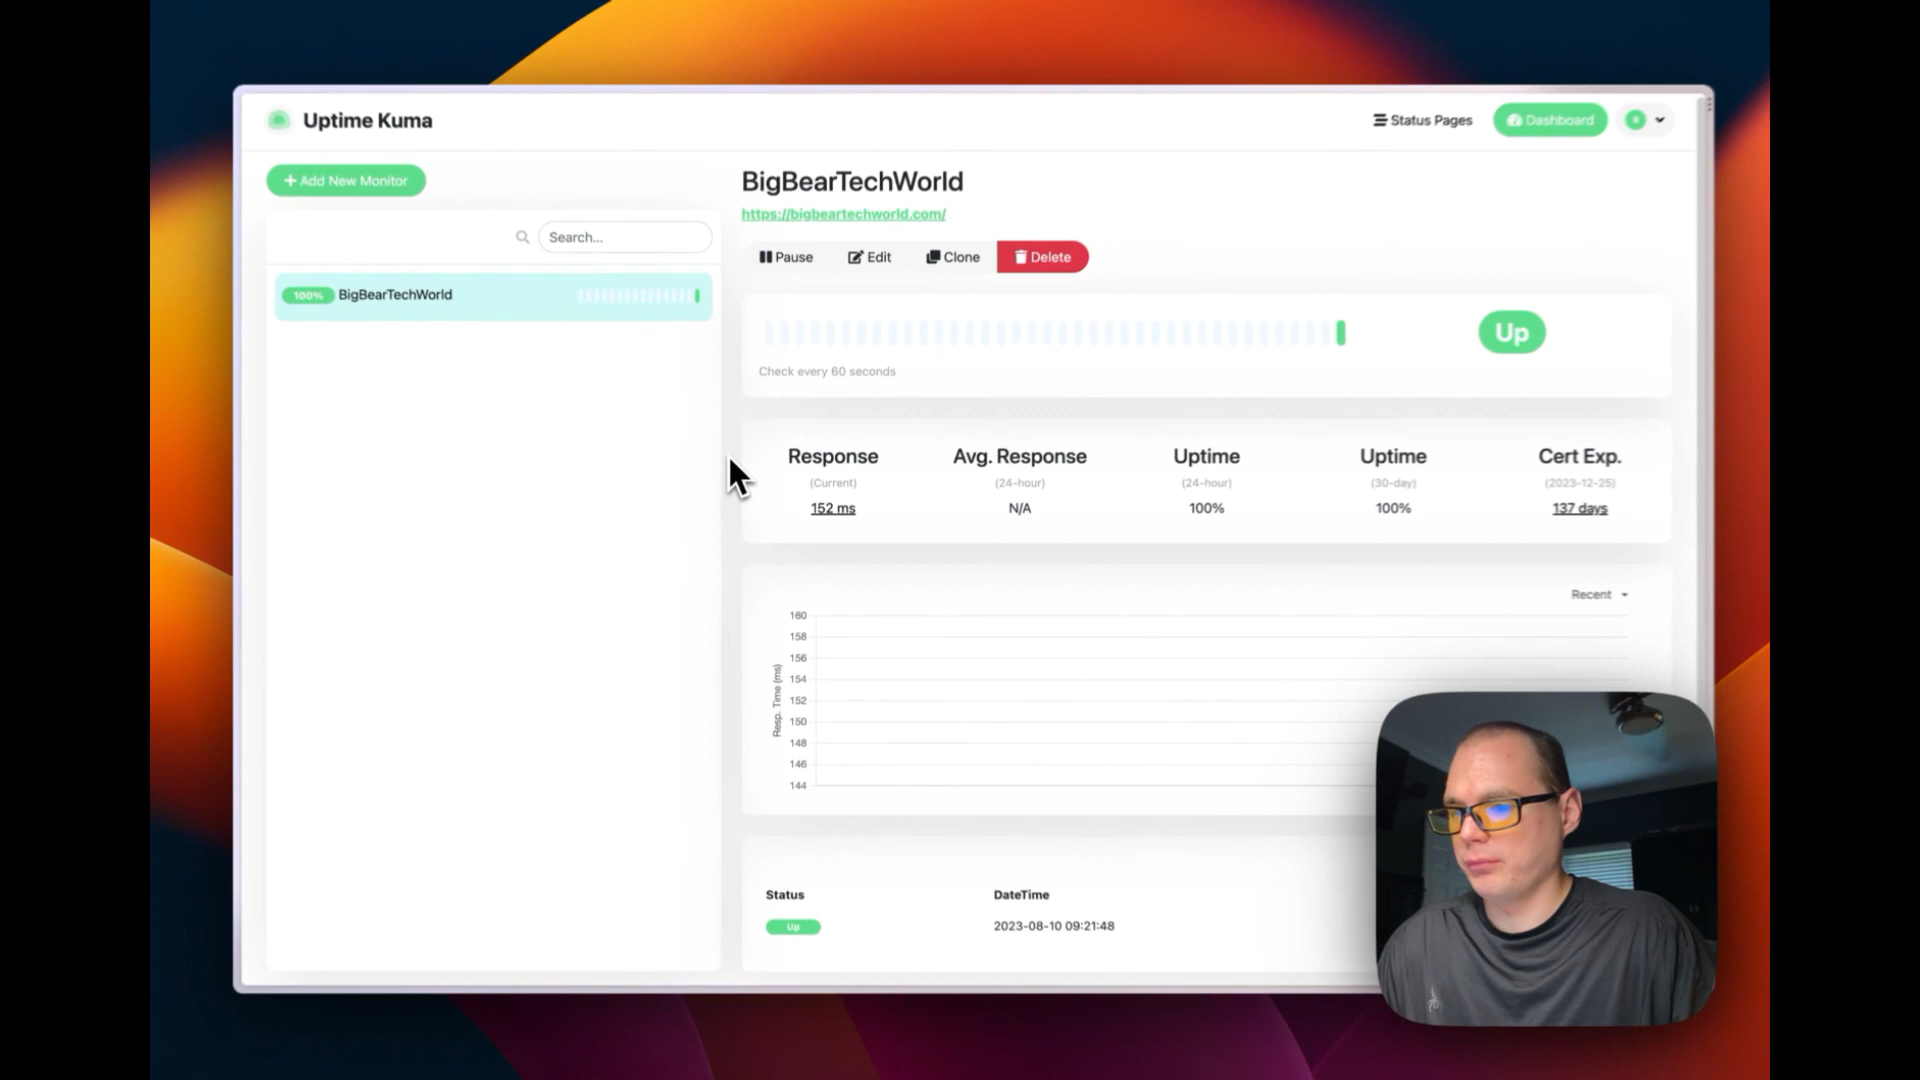 Uptime Kuma
Status Pages
Dashboard
Add New Monitor
Search...
100% BigBearTechWorld
BigBearTechWorld
https://bigbeartechworld.com/
Pause
Edit
Clone
Delete
Up
Check every 60 seconds
Response
(Current)
152 ms
Avg. Response
(24-hour)
N/A
Uptime
(24-hour)
100%
Uptime
(30-day)
100%
Cert Exp.
(2023-12-25)
137 days
Recent
Resp. Time (ms)
160
158
156
154
152
150
148
146
144
Status
DateTime
Up
2023-08-10 09:21:48